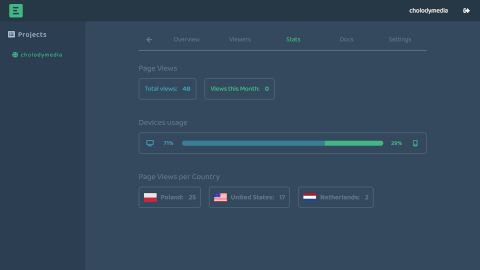 cholodymedia
Projects
cholodymedia
Overview Viewers Stats Docs Settings
Page Views
Total views: 48 Views this Month: 0
Devices usage
71% 29%
Page Views per Country
Poland: 25 United States: 17 Netherlands: 2